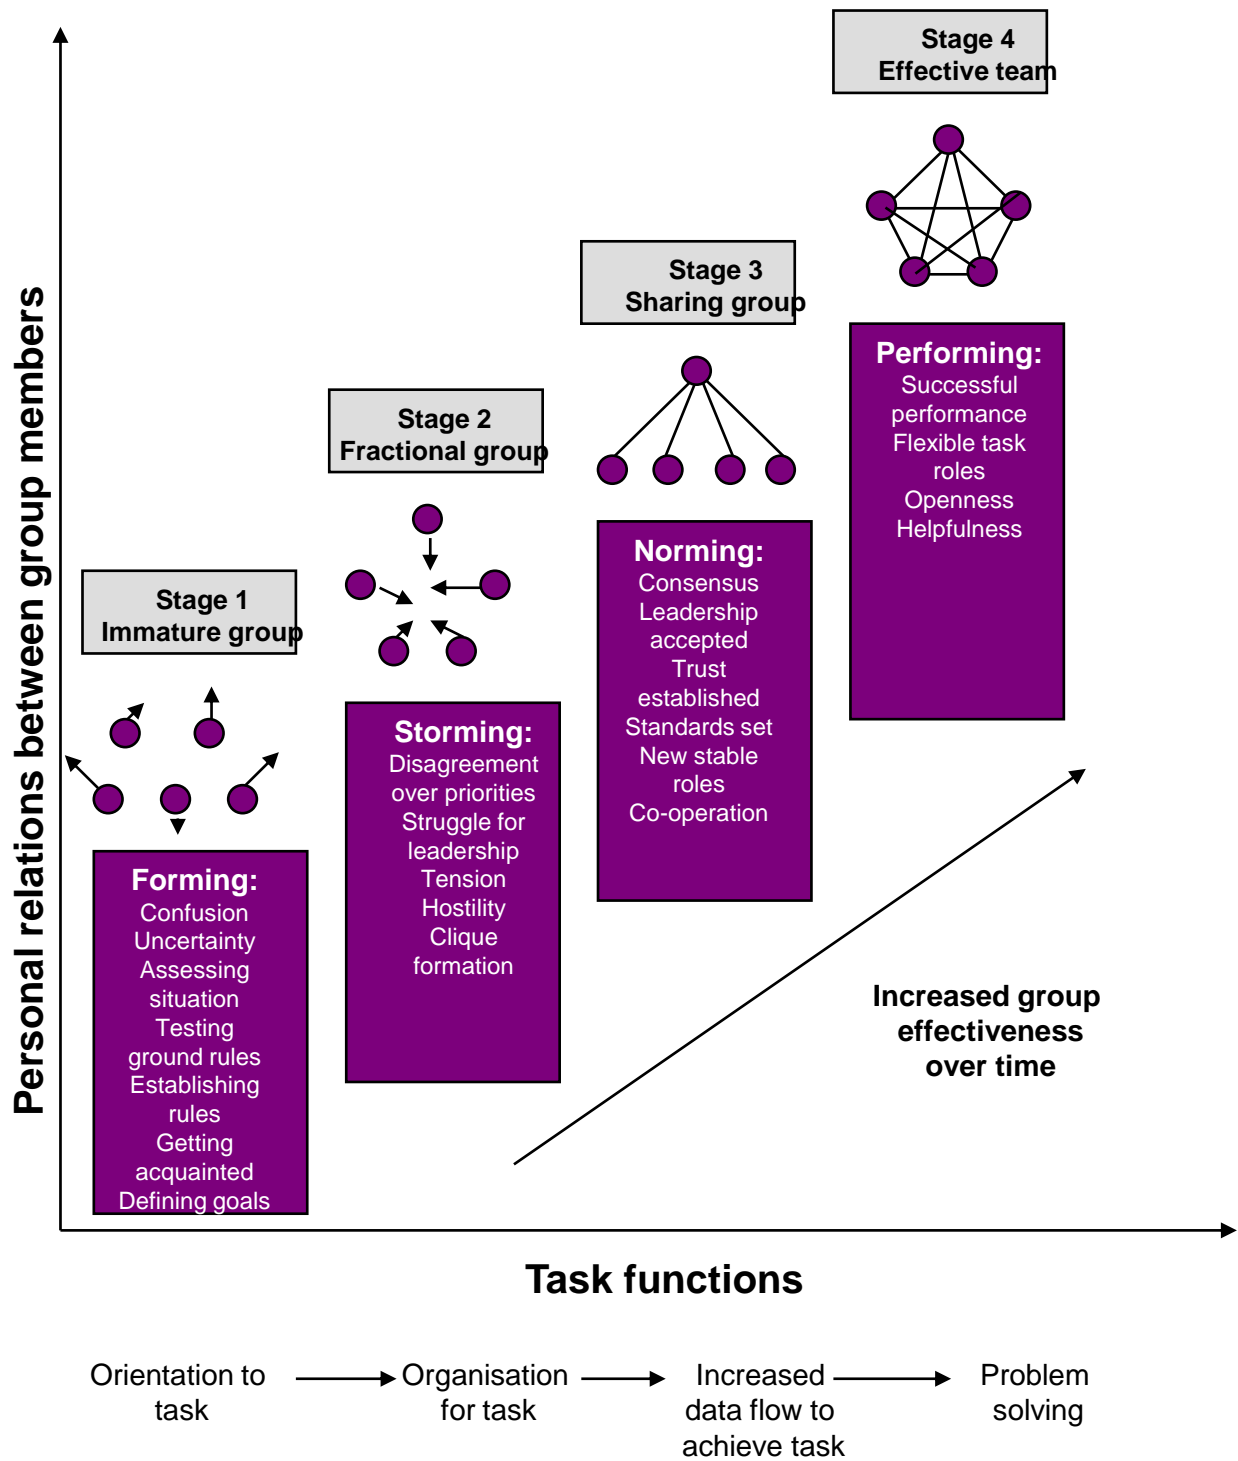 Personal relations between group members
Stage 1
Immature group
Forming:
Confusion
Uncertainty
Assessing
situation
Testing
ground rules
Establishing
rules
Getting
acquainted
Defining goals
Stage 2
Fractional group
Storming:
Disagreement
over priorities
Struggle for
leadership
Tension
Hostility
Clique
formation
Stage 3
Sharing group
Norming:
Consensus
Leadership
accepted
Trust
established
Standards set
New stable
roles
Co-operation
Stage 4
Effective team
Performing:
Successful
performance
Flexible task
roles
Openness
Helpfulness
Increased group
effectiveness
over time
Task functions
Orientation to
task
Organisation
for task
Increased
data flow to
achieve task
Problem
solving